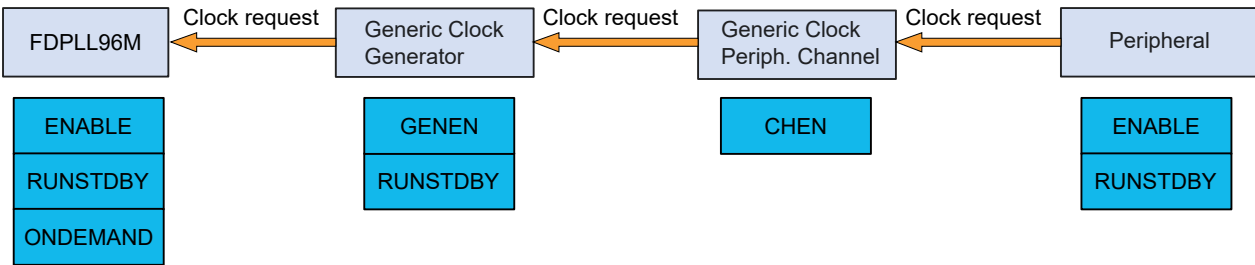 Clock request
Clock request
Clock request
FDPLL96M
Generic Clock
Generator
Generic Clock
Periph. Channel
Peripheral
ENABLE
GENEN
CHEN
ENABLE
RUNSTDBY
RUNSTDBY
RUNSTDBY
ONDEMAND